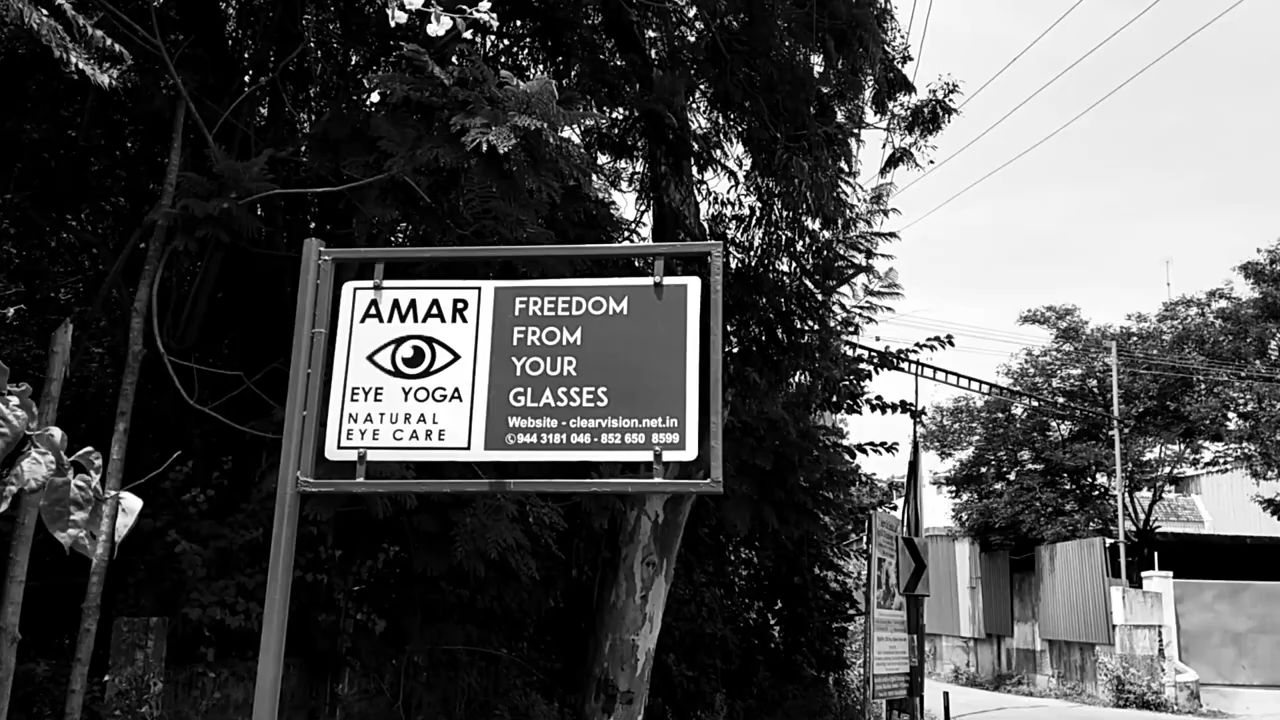 AMAR
EYE YOGA
NATURAL
EYE CARE
FREEDOM
FROM
YOUR
GLASSES
Website - clearvision.net.in
944 3181 046 - 852 650 8599